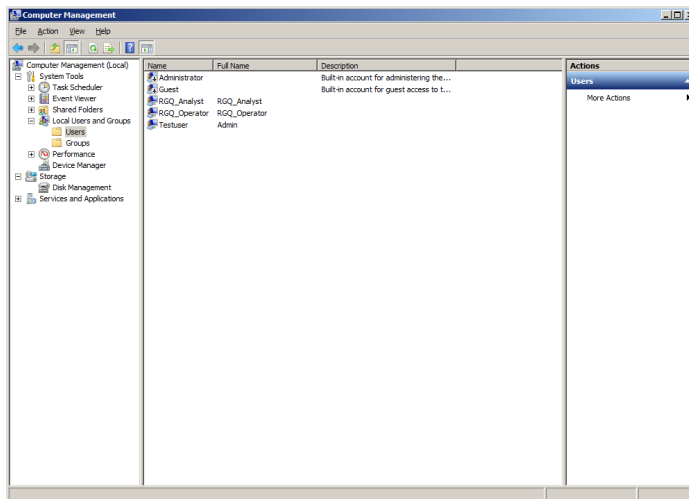 Computer Management
File Action View Help
Computer Management (Local)
System Tools
Task Scheduler
Event Viewer
Shared Folders
Local Users and Groups
Users
Groups
Performance
Device Manager
Storage
Disk Management
Services and Applications
Name Full Name Description
Administrator Built-in account for administering the...
Guest Built-in account for guest access to t...
RGQ_Analyst RGQ_Analyst
RGQ_Operator RGQ_Operator
Testuser Admin
Actions
Users
More Actions